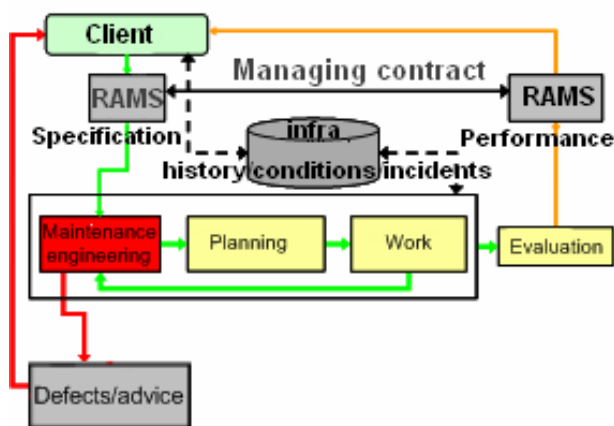 Client
Managing contract
RAMS
RAMS
Specification
infra
Performance
history/conditions/incidents
Maintenance
engineering
Planning
Work
Evaluation
Defects/advice